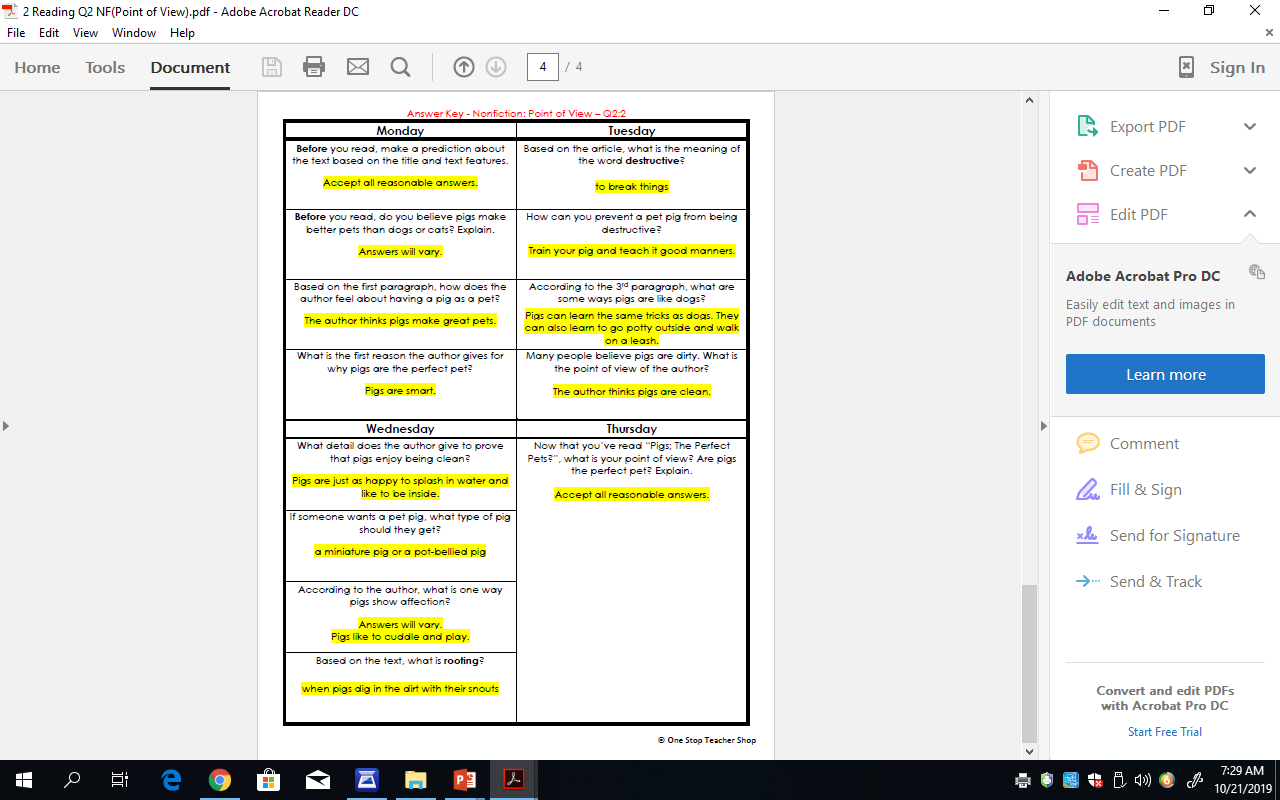 2 Reading Q2 NF(Point of View).pdf - Adobe Acrobat Reader DC
File Edit View Window Help
Home Tools Document 4 / 4 Sign In
Answer Key - Nonfiction: Point of View – Q2:2
Monday
Before you read, make a prediction about
the text based on the title and text features.
Accept all reasonable answers.
Before you read, do you believe pigs make
better pets than dogs or cats? Explain.
Answers will vary.
Based on the first paragraph, how does the
author feel about having a pig as a pet?
The author thinks pigs make great pets.
What is the first reason the author gives for
why pigs are the perfect pet?
Pigs are smart.
Tuesday
Based on the article, what is the meaning of
the word destructive?
to break things
How can you prevent a pet pig from being
destructive?
Train your pig and teach it good manners.
According to the 3rd paragraph, what are
some ways pigs are like dogs?
Pigs can learn the same tricks as dogs. They
can also learn to go potty outside and walk
on a leash.
Many people believe pigs are dirty. What is
the point of view of the author?
The author thinks pigs are clean.
Wednesday
What detail does the author give to prove
that pigs enjoy being clean?
Pigs are just as happy to splash in water and
like to be inside.
If someone wants a pet pig, what type of pig
should they get?
a miniature pig or a pot-bellied pig
According to the author, what is one way
pigs show affection?
Answers will vary.
Pigs like to cuddle and play.
Based on the text, what is rooting?
when pigs dig in the dirt with their snouts
Thursday
Now that you've read "Pigs: The Perfect
Pets?", what is your point of view? Are pigs
the perfect pet? Explain.
Accept all reasonable answers.
© One Stop Teacher Shop
Export PDF
Create PDF
Edit PDF
Adobe Acrobat Pro DC
Easily edit text and images in
PDF documents
Learn more
Comment
Fill & Sign
Send for Signature
Send & Track
Convert and edit PDFs
with Acrobat Pro DC
Start Free Trial
7:29 AM
10/21/2019